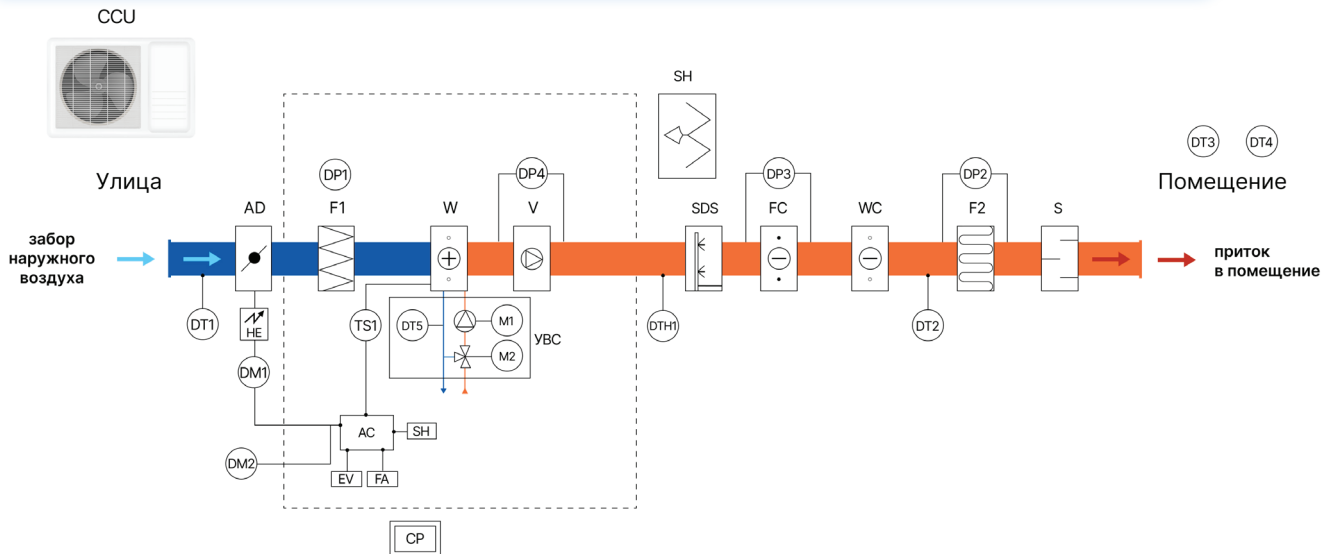 CCU
SH
DT3
DT4
Улица
DP1
DP4
DP3
DP2
Помещение
AD
F1
W
V
SDS
FC
WC
F2
S
забор
наружного
воздуха
приток
в помещение
DT1
HE
TS1
DT5
M1
M2
УВС
DTH1
DT2
DM1
AC
SH
DM2
EV
FA
CP